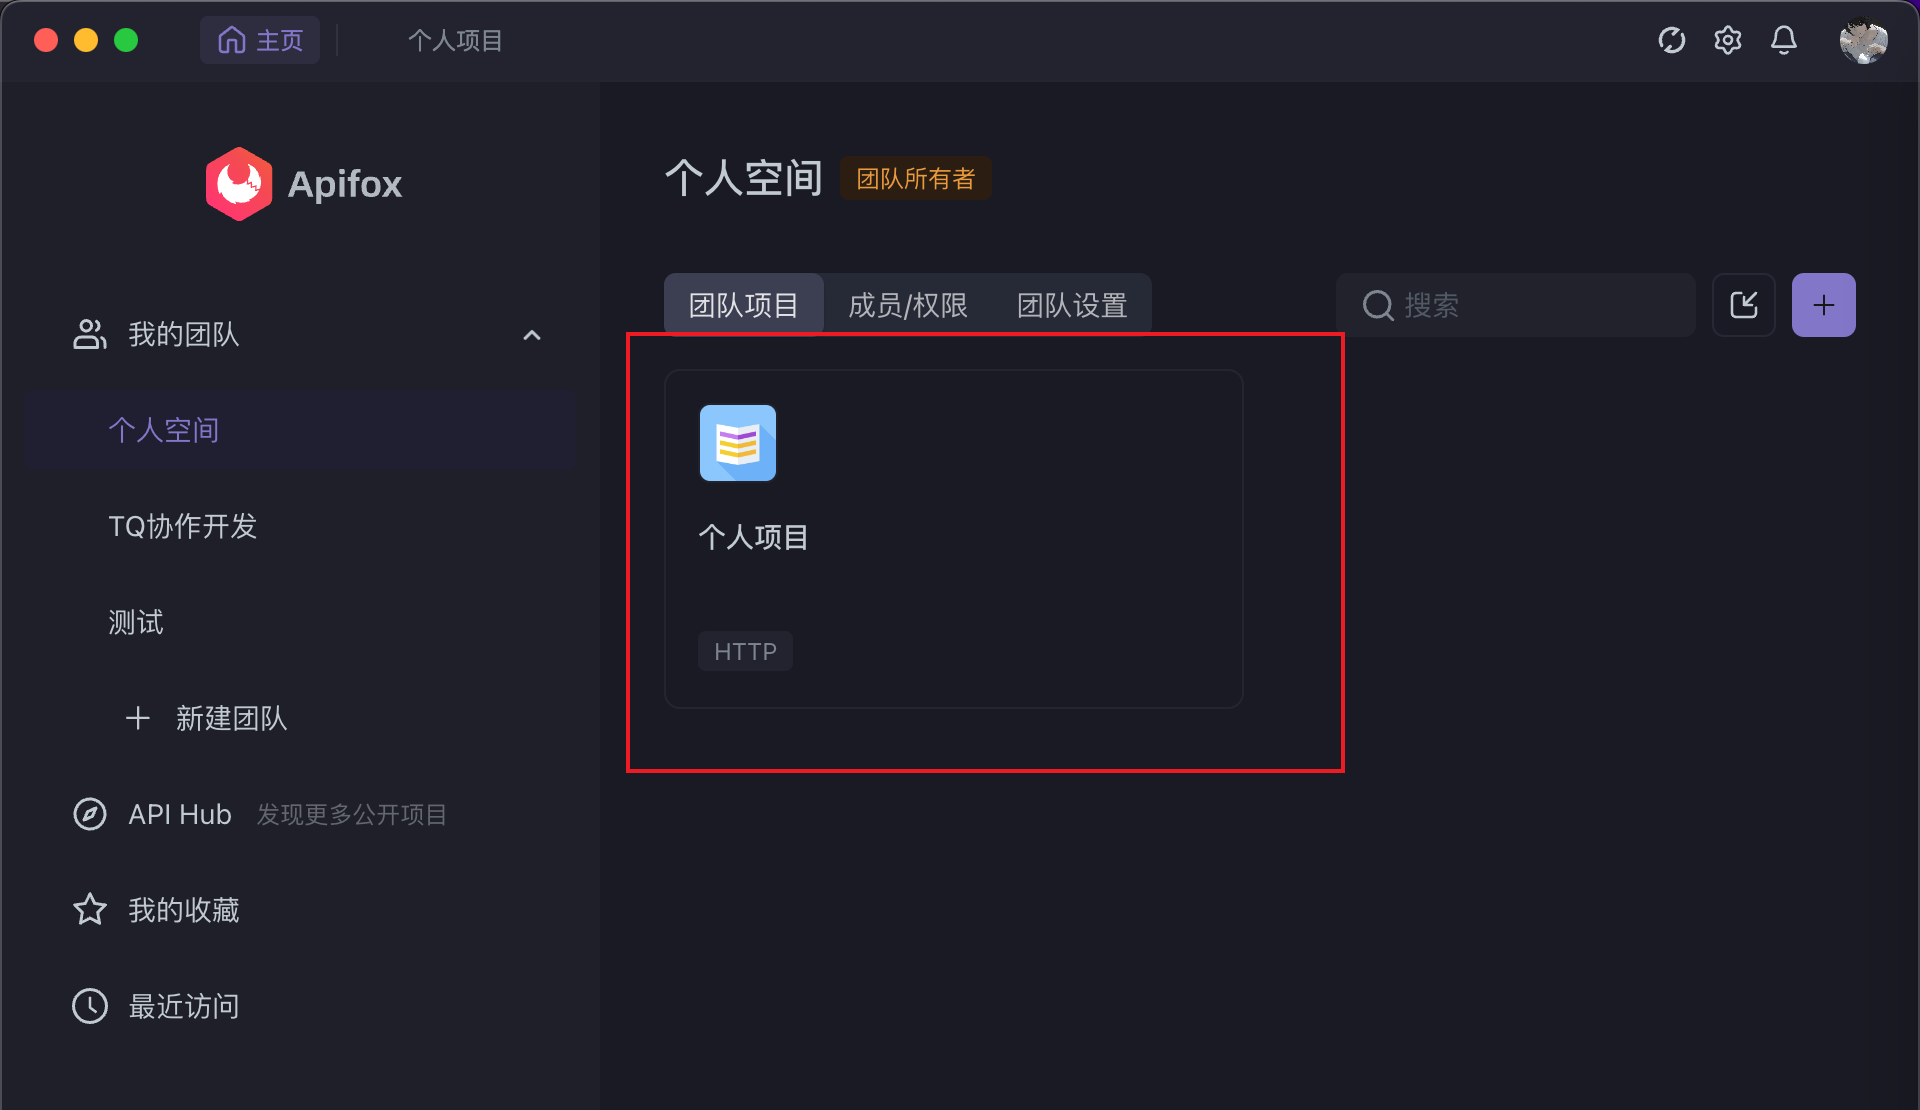 主页
个人项目
Apifox
我的团队
个人空间
TQ协作开发
测试
新建团队
API Hub 发现更多公开项目
我的收藏
最近访问
个人空间 团队所有者
团队项目 成员/权限 团队设置
搜索
个人项目
HTTP